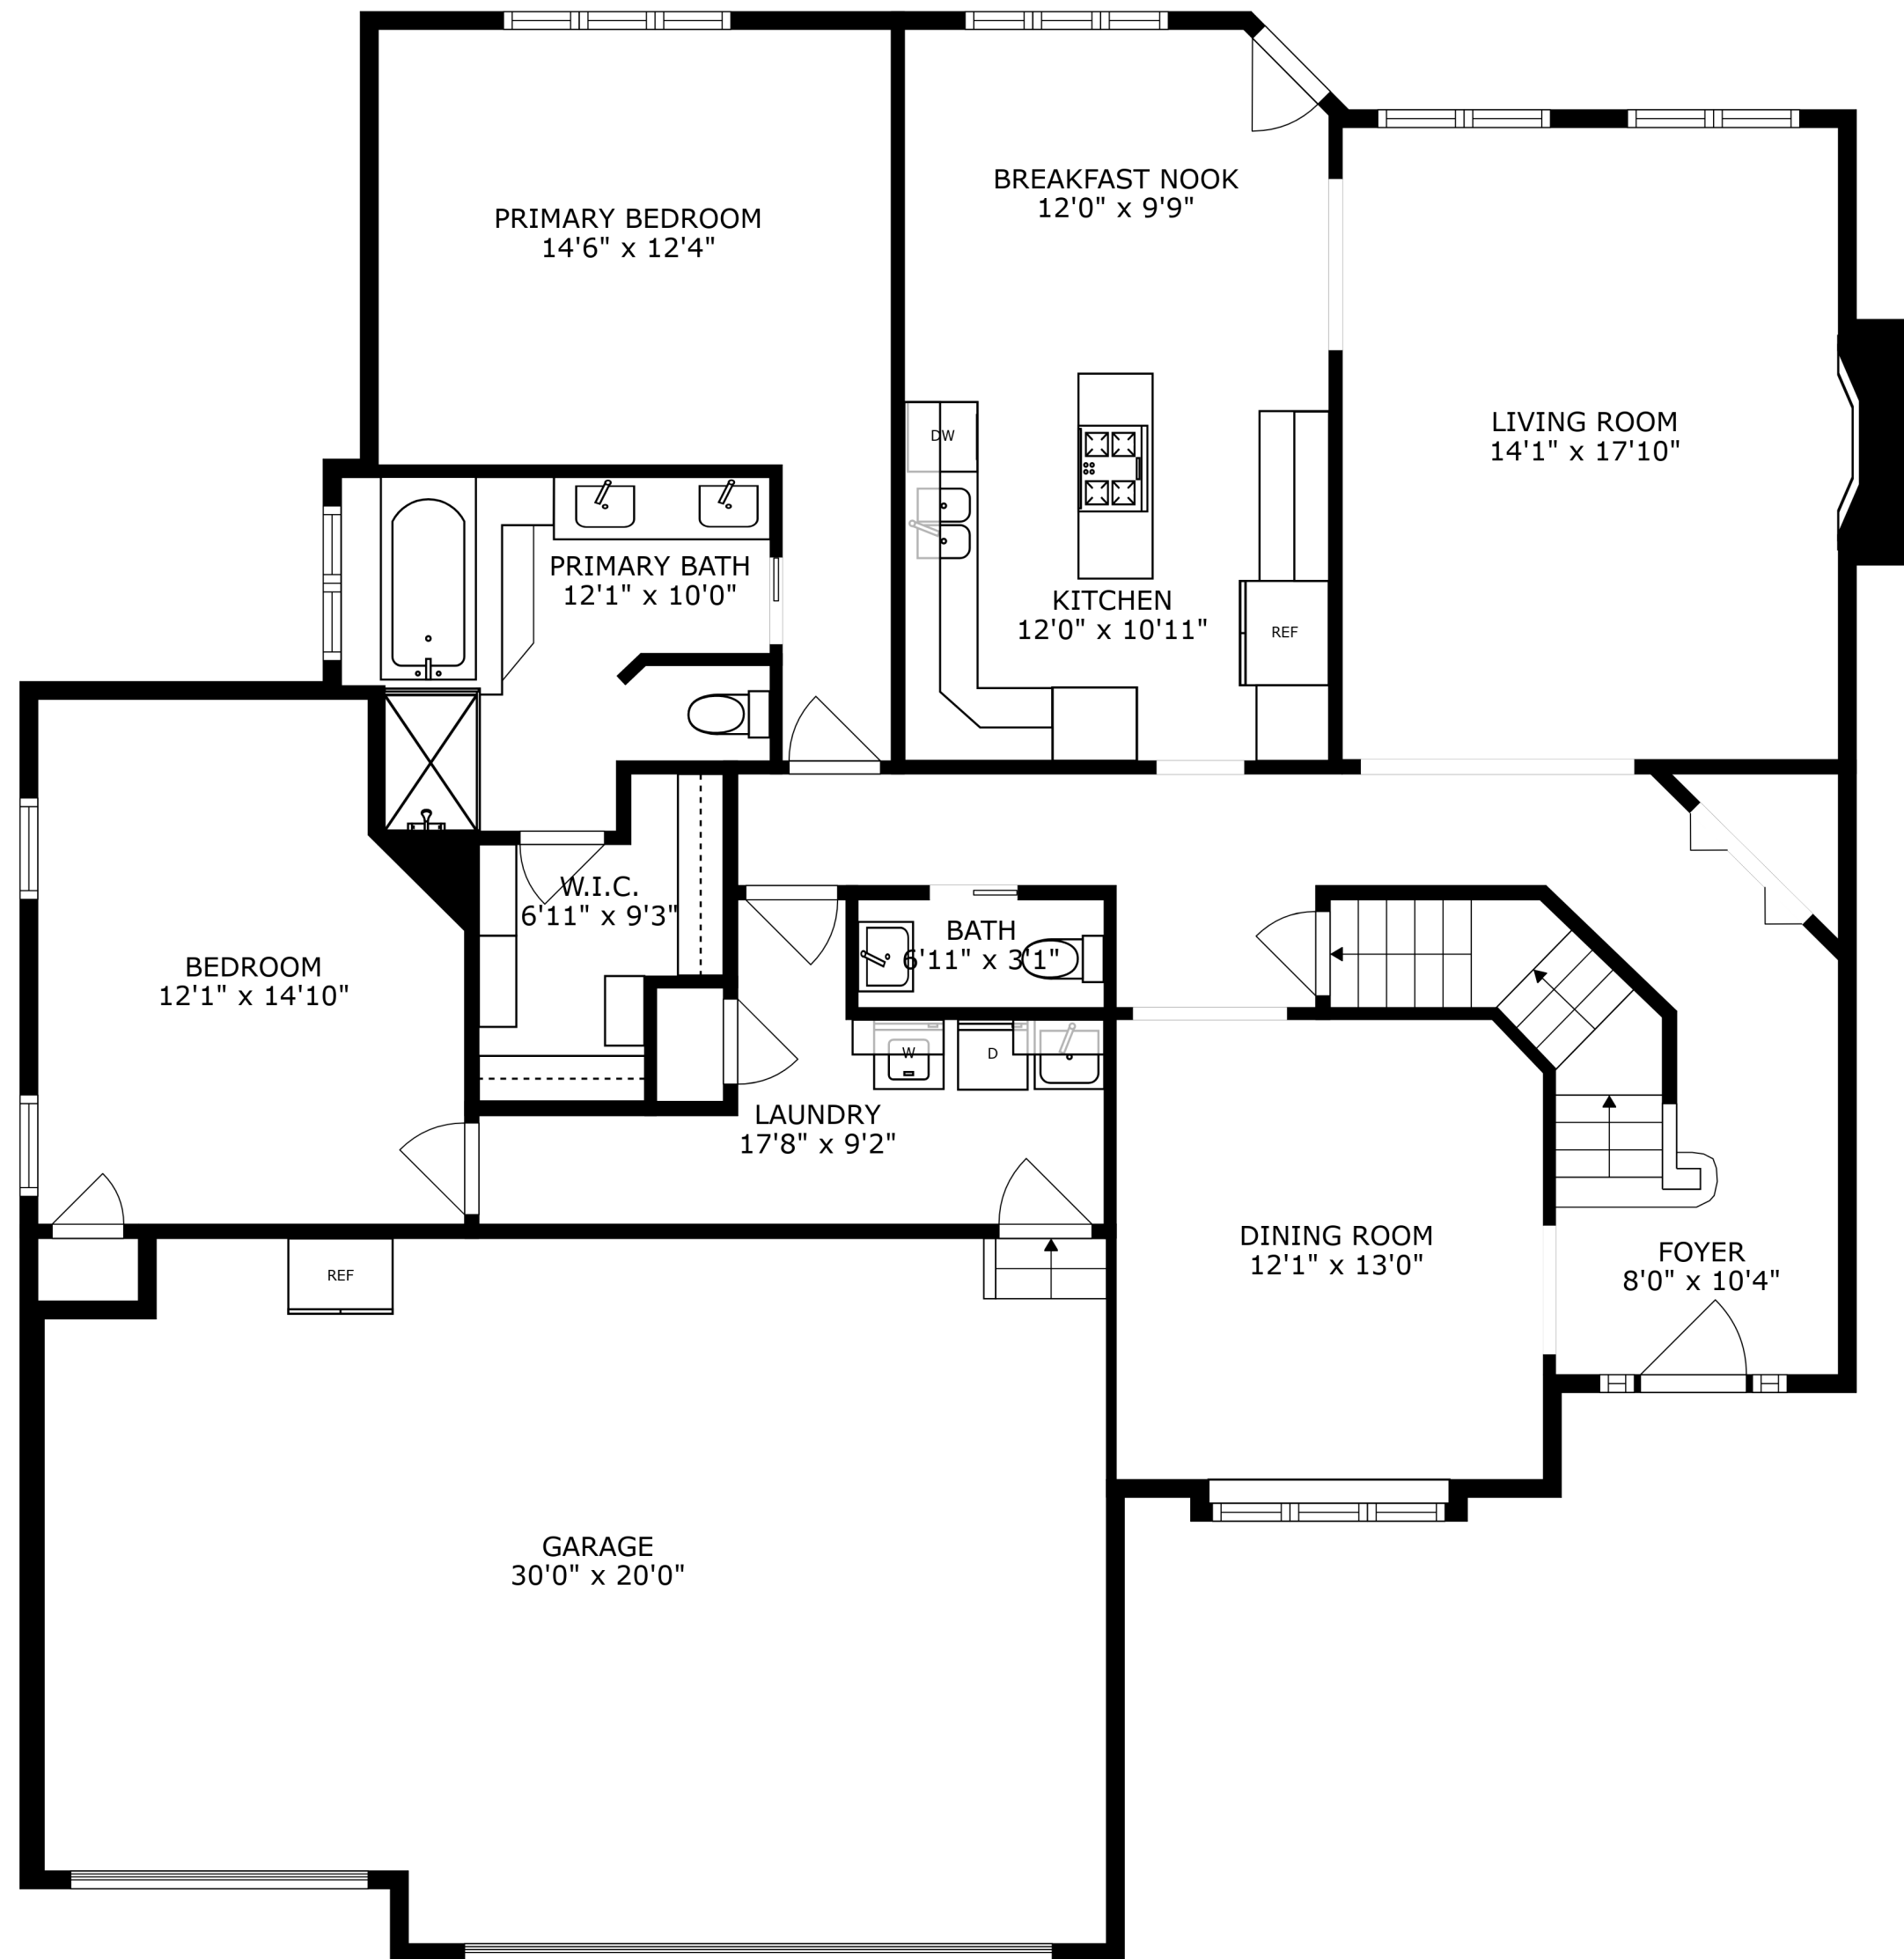 BREAKFAST NOOK
12'0" x 9'9"
PRIMARY BEDROOM
14'6" x 12'4"
LIVING ROOM
14'1" x 17'10"
DW
PRIMARY BATH
12'1" x 10'0"
KITCHEN
12'0" x 10'11"
REF
W.I.C.
6'11" x 9'3"
BATH
6'11" x 3'1"
BEDROOM
12'1" x 14'10"
W
D
LAUNDRY
17'8" x 9'2"
DINING ROOM
12'1" x 13'0"
FOYER
8'0" x 10'4"
REF
GARAGE
30'0" x 20'0"